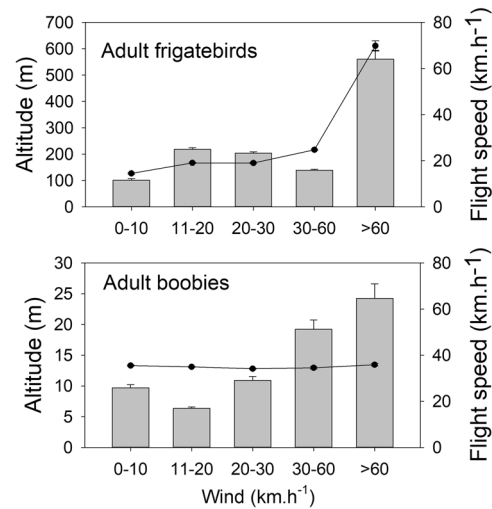 Adult frigatebirds
Altitude (m)
700
600
500
400
300
200
100
0
80
60
40
20
0
Flight speed (km.h-1)
0-10 11-20 20-30 30-60 >60
Adult boobies
Altitude (m)
30
25
20
15
10
5
0
80
60
40
20
0
Flight speed (km.h-1)
0-10 11-20 20-30 30-60 >60
Wind (km.h-1)